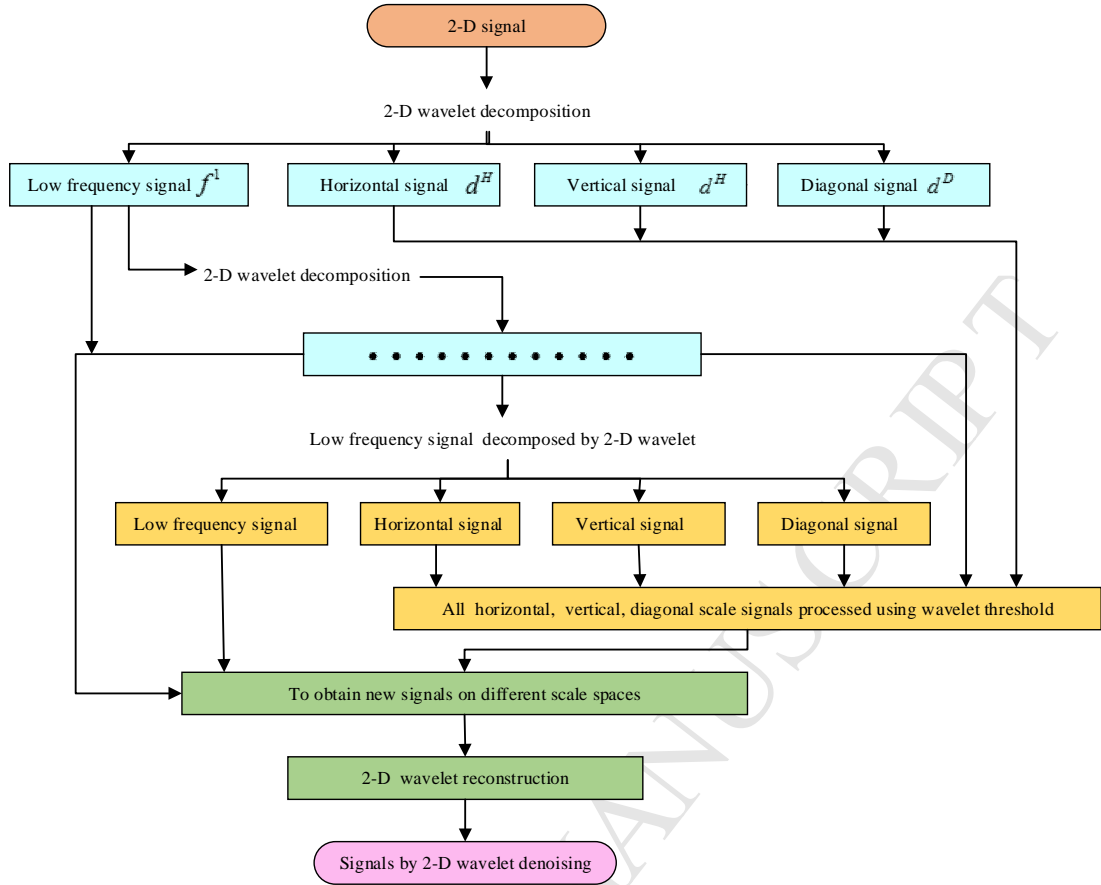 2-D signal
2-D wavelet decomposition
Low frequency signal f¹
Horizontal signal d^H
Vertical signal d^H
Diagonal signal d^D
2-D wavelet decomposition
Low frequency signal decomposed by 2-D wavelet
Low frequency signal
Horizontal signal
Vertical signal
Diagonal signal
All horizontal, vertical, diagonal scale signals processed using wavelet threshold
To obtain new signals on different scale spaces
2-D wavelet reconstruction
Signals by 2-D wavelet denoising
MANUSCRIPT